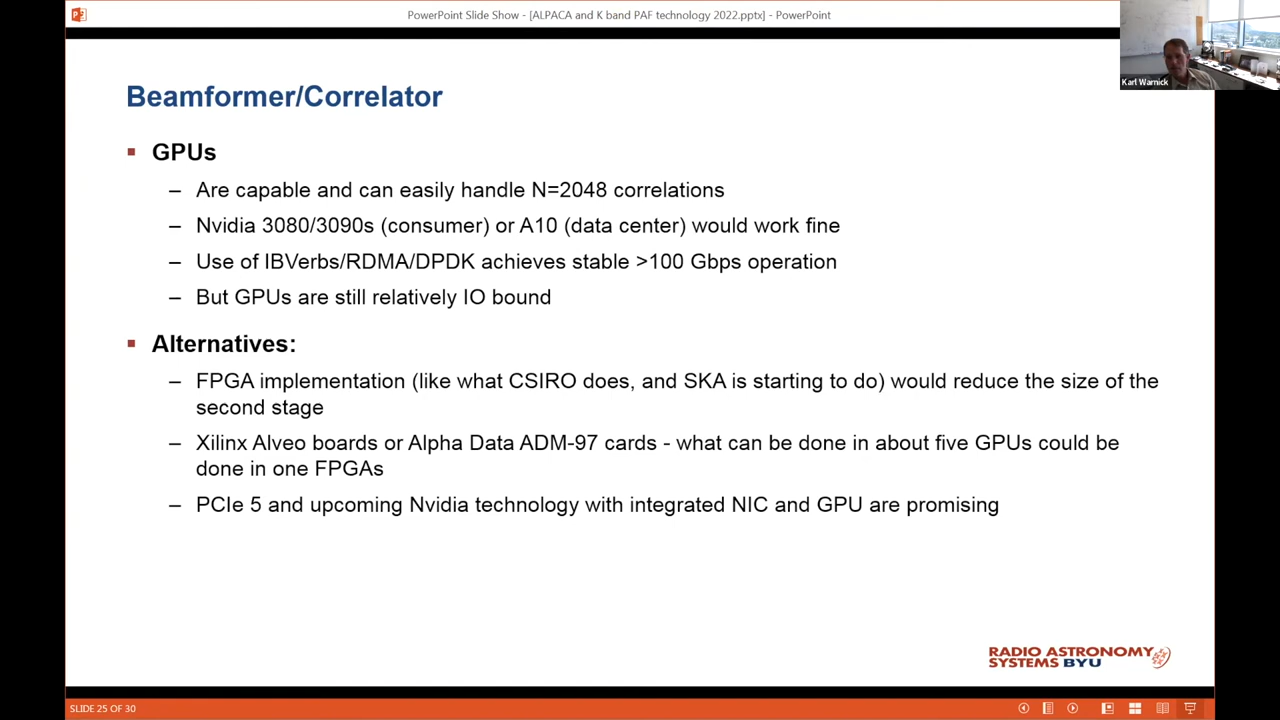 PowerPoint Slide Show - [ALPACA and K band PAF technology 2022.pptx] - PowerPoint
Karl Warnick
Beamformer/Correlator
▪ GPUs
– Are capable and can easily handle N=2048 correlations
– Nvidia 3080/3090s (consumer) or A10 (data center) would work fine
– Use of IBVerbs/RDMA/DPDK achieves stable >100 Gbps operation
– But GPUs are still relatively IO bound
▪ Alternatives:
– FPGA implementation (like what CSIRO does, and SKA is starting to do) would reduce the size of the
second stage
– Xilinx Alveo boards or Alpha Data ADM-97 cards - what can be done in about five GPUs could be
done in one FPGAs
– PCIe 5 and upcoming Nvidia technology with integrated NIC and GPU are promising
RADIO ASTRONOMY
SYSTEMS BYU
SLIDE 25 OF 30